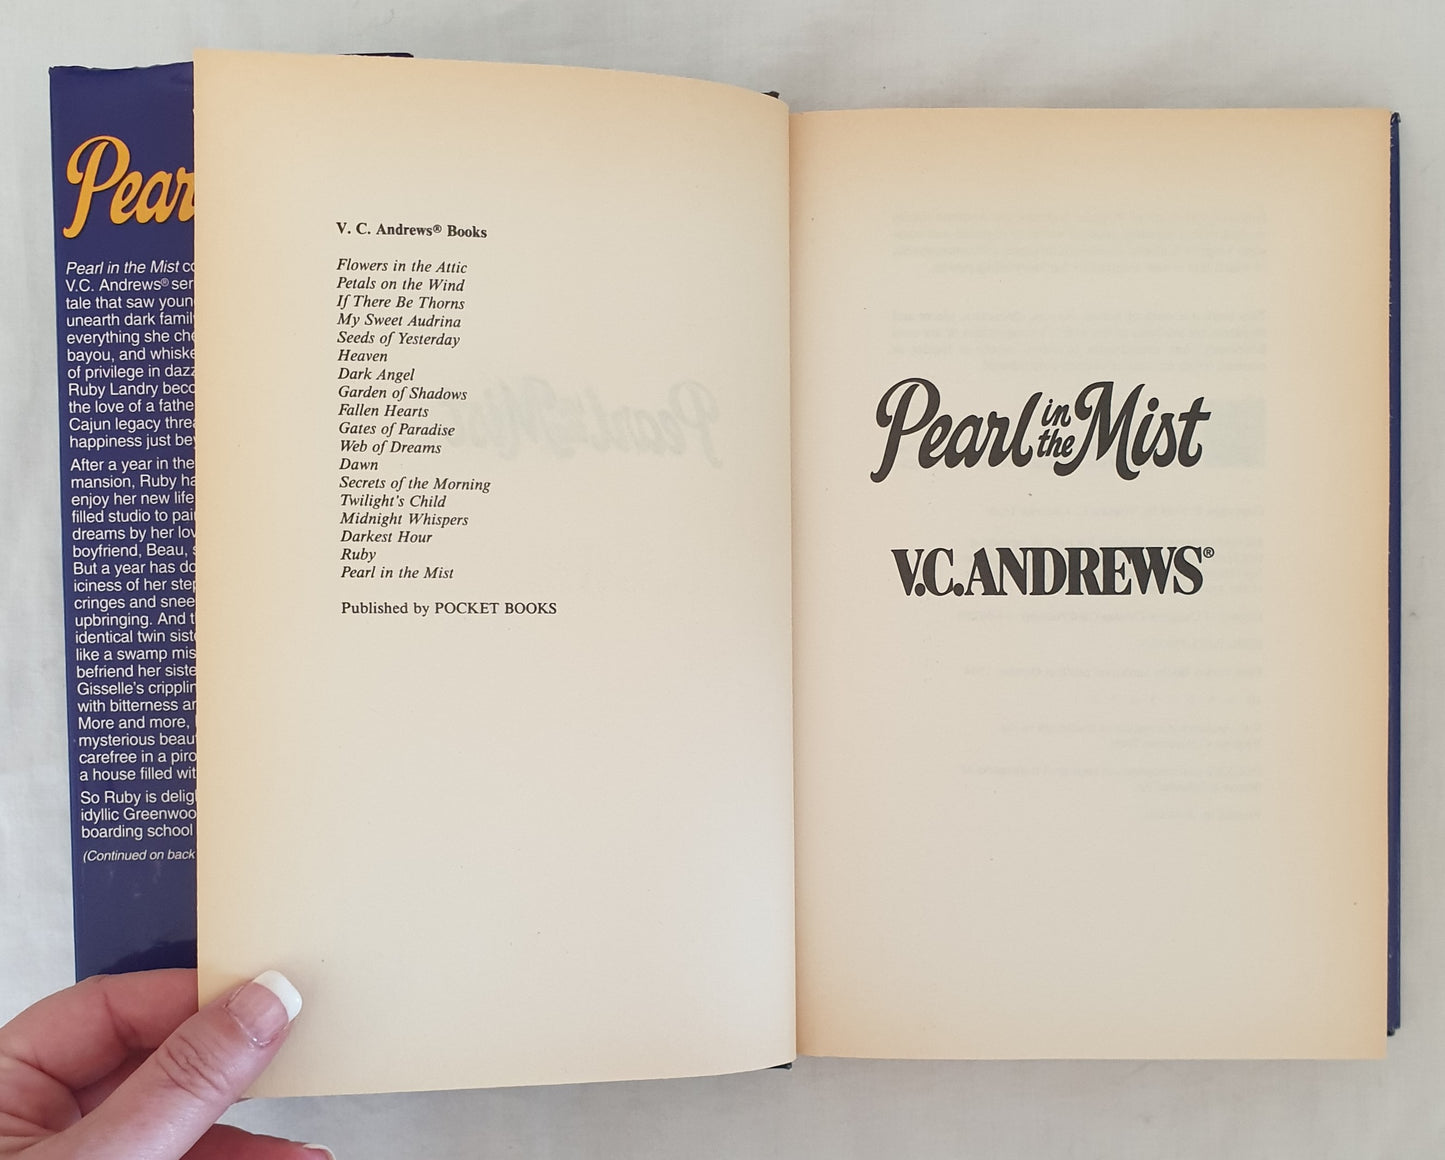 Pear
Pearl in the Mist co
V.C. Andrews® ser
tale that saw youn
unearth dark famil
everything she che
bayou, and whiske
of privilege in dazz
Ruby Landry beco
the love of a fathe
Cajun legacy threa
happiness just bey
After a year in the
mansion, Ruby ha
enjoy her new life
filled studio to pai
dreams by her lov
boyfriend, Beau, s
But a year has do
iciness of her step
cringes and snee
upbringing. And t
identical twin siste
like a swamp mis
befriend her siste
Gisselle's cripplin
with bitterness an
More and more,
mysterious beau
carefree in a piro
a house filled wit
So Ruby is delig
idyllic Greenwoo
boarding school
(Continued on back
V. C. Andrews® Books
Flowers in the Attic
Petals on the Wind
If There Be Thorns
My Sweet Audrina
Seeds of Yesterday
Heaven
Dark Angel
Garden of Shadows
Fallen Hearts
Gates of Paradise
Web of Dreams
Dawn
Secrets of the Morning
Twilight's Child
Midnight Whispers
Darkest Hour
Ruby
Pearl in the Mist
Published by POCKET BOOKS
Pearl in the Mist
V.C. ANDREWS®